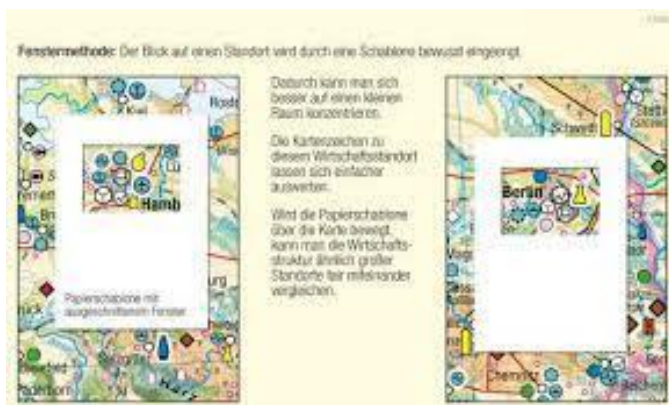 Fenstermethode: Der Blick auf einen Standort wird durch eine Schablone bewusst eingeengt.
Dadurch kann man sich
besser auf einen kleinen
Raum konzentrieren.
Die Kartenzeichen zu
diesem Wirtschaftsstandort
lassen sich einfacher
auswerten.
Wird die Papierschablone
über die Karte bewegt,
kann man die Wirtschafts-
struktur ähnlich großer
Standorte fair miteinander
vergleichen.
Kiel
Rosto
Lü
Hamb
Papierschablone mit
ausgeschnittenem Fenster
Harz
Schwedt
Berlin
Magd
Chemnitz